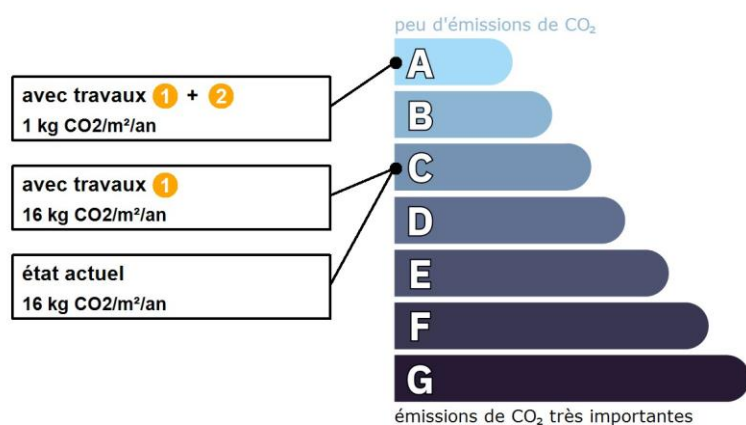 peu d'émissions de CO₂
A
avec travaux 1 + 2
1 kg CO2/m²/an
B
C
avec travaux 1
16 kg CO2/m²/an
D
état actuel
16 kg CO2/m²/an
E
F
G
émissions de CO₂ très importantes